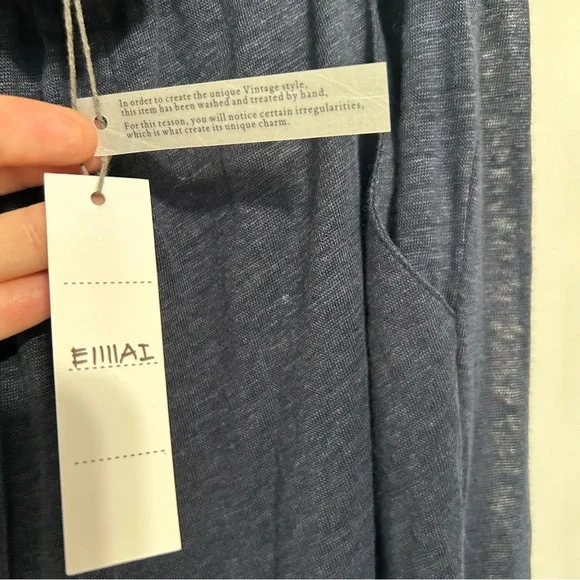 In order to create the unique Vintage style,
this item has been washed and treated by hand,
For this reason, you will notice certain irregularities,
which is what create its unique charm.
EIIIIAI